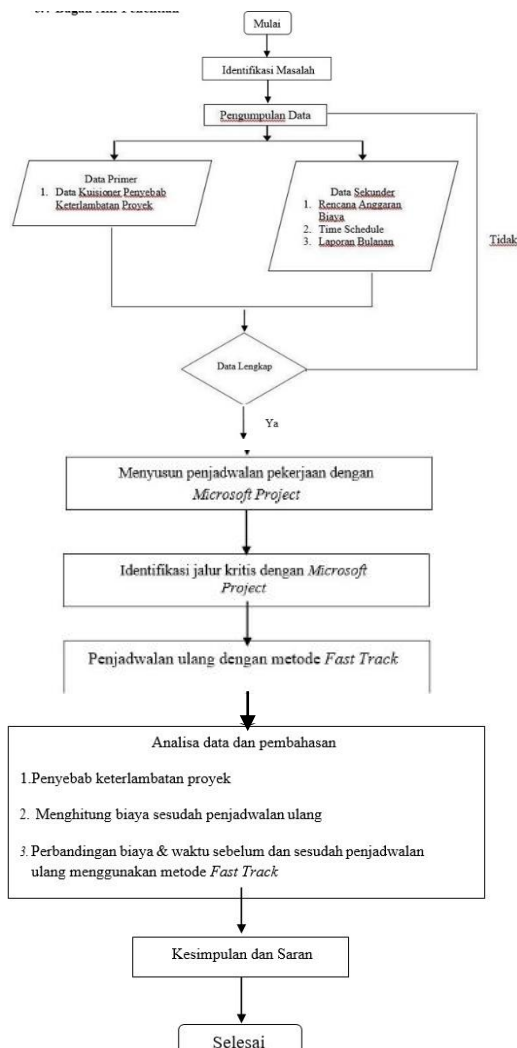 Mulai
Identifikasi Masalah
Pengumpulan Data
Data Primer
1. Data Kuisioner Penyebab
Keterlambatan Proyek
Data Sekunder
1. Rencana Anggaran
Biaya
2. Time Schedule
3. Laporan Bulanan
Tidak
Data Lengkap
Ya
Menyusun penjadwalan pekerjaan dengan
Microsoft Project
Identifikasi jalur kritis dengan Microsoft
Project
Penjadwalan ulang dengan metode Fast Track
Analisa data dan pembahasan
1.Penyebab keterlambatan proyek
2. Menghitung biaya sesudah penjadwalan ulang
3. Perbandingan biaya & waktu sebelum dan sesudah penjadwalan
ulang menggunakan metode Fast Track
Kesimpulan dan Saran
Selesai